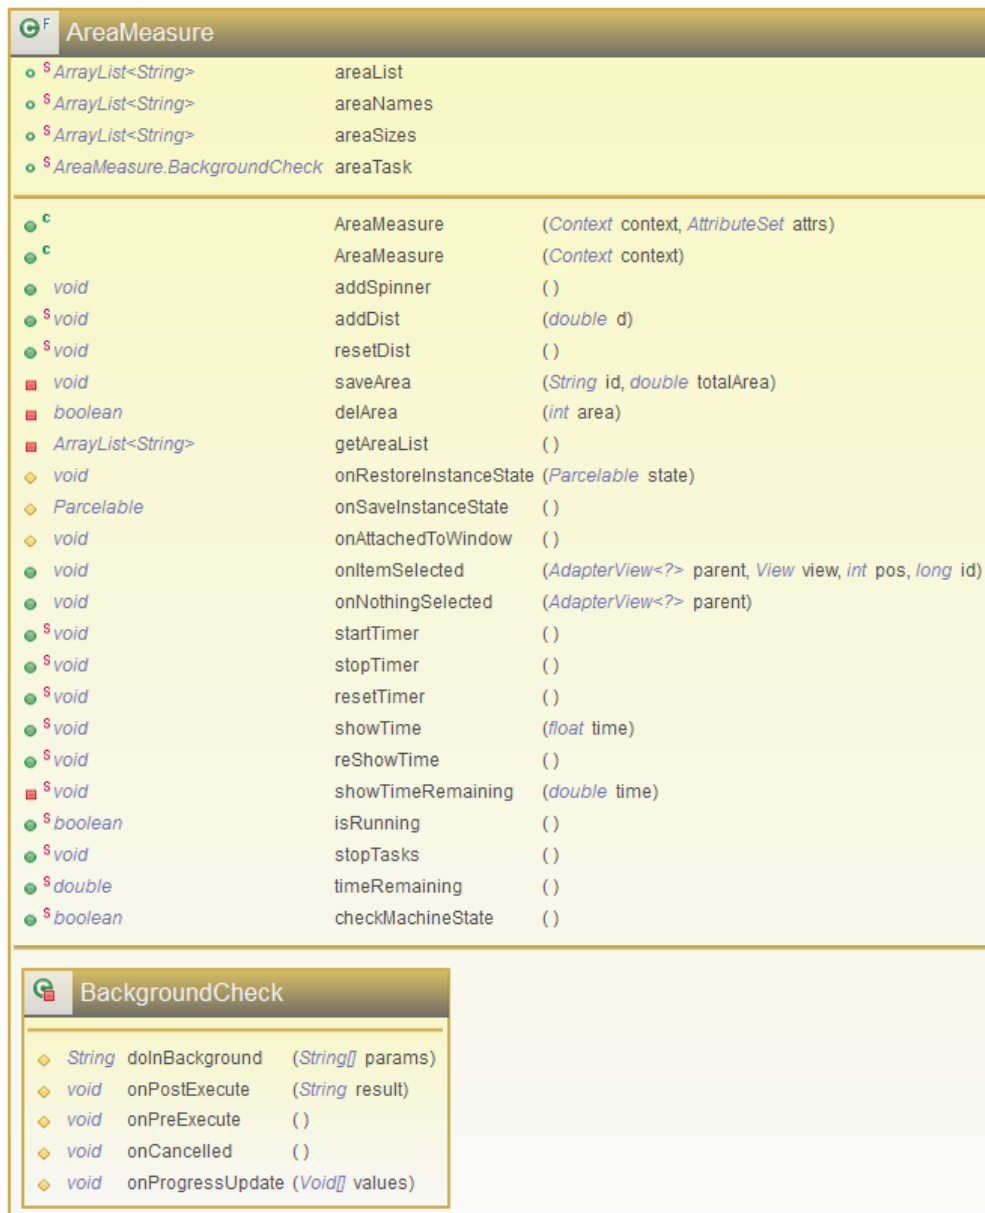 G F AreaMeasure
S ArrayList<String> areaList
S ArrayList<String> areaNames
S ArrayList<String> areaSizes
S AreaMeasure.BackgroundCheck areaTask
c AreaMeasure (Context context, AttributeSet attrs)
c AreaMeasure (Context context)
void addSpinner ( )
S void addDist (double d)
S void resetDist ( )
void saveArea (String id, double totalArea)
boolean delArea (int area)
ArrayList<String> getAreaList ( )
void onRestoreInstanceState (Parcelable state)
Parcelable onSaveInstanceState ( )
void onAttachedToWindow ( )
void onItemSelected (AdapterView<?> parent, View view, int pos, long id)
void onNothingSelected (AdapterView<?> parent)
S void startTimer ( )
S void stopTimer ( )
S void resetTimer ( )
S void showTime (float time)
S void reShowTime ( )
S void showTimeRemaining (double time)
S boolean isRunning ( )
S void stopTasks ( )
S double timeRemaining ( )
S boolean checkMachineState ( )
G BackgroundCheck
String doInBackground (String[] params)
void onPostExecute (String result)
void onPreExecute ( )
void onCancelled ( )
void onProgressUpdate (Void[] values)